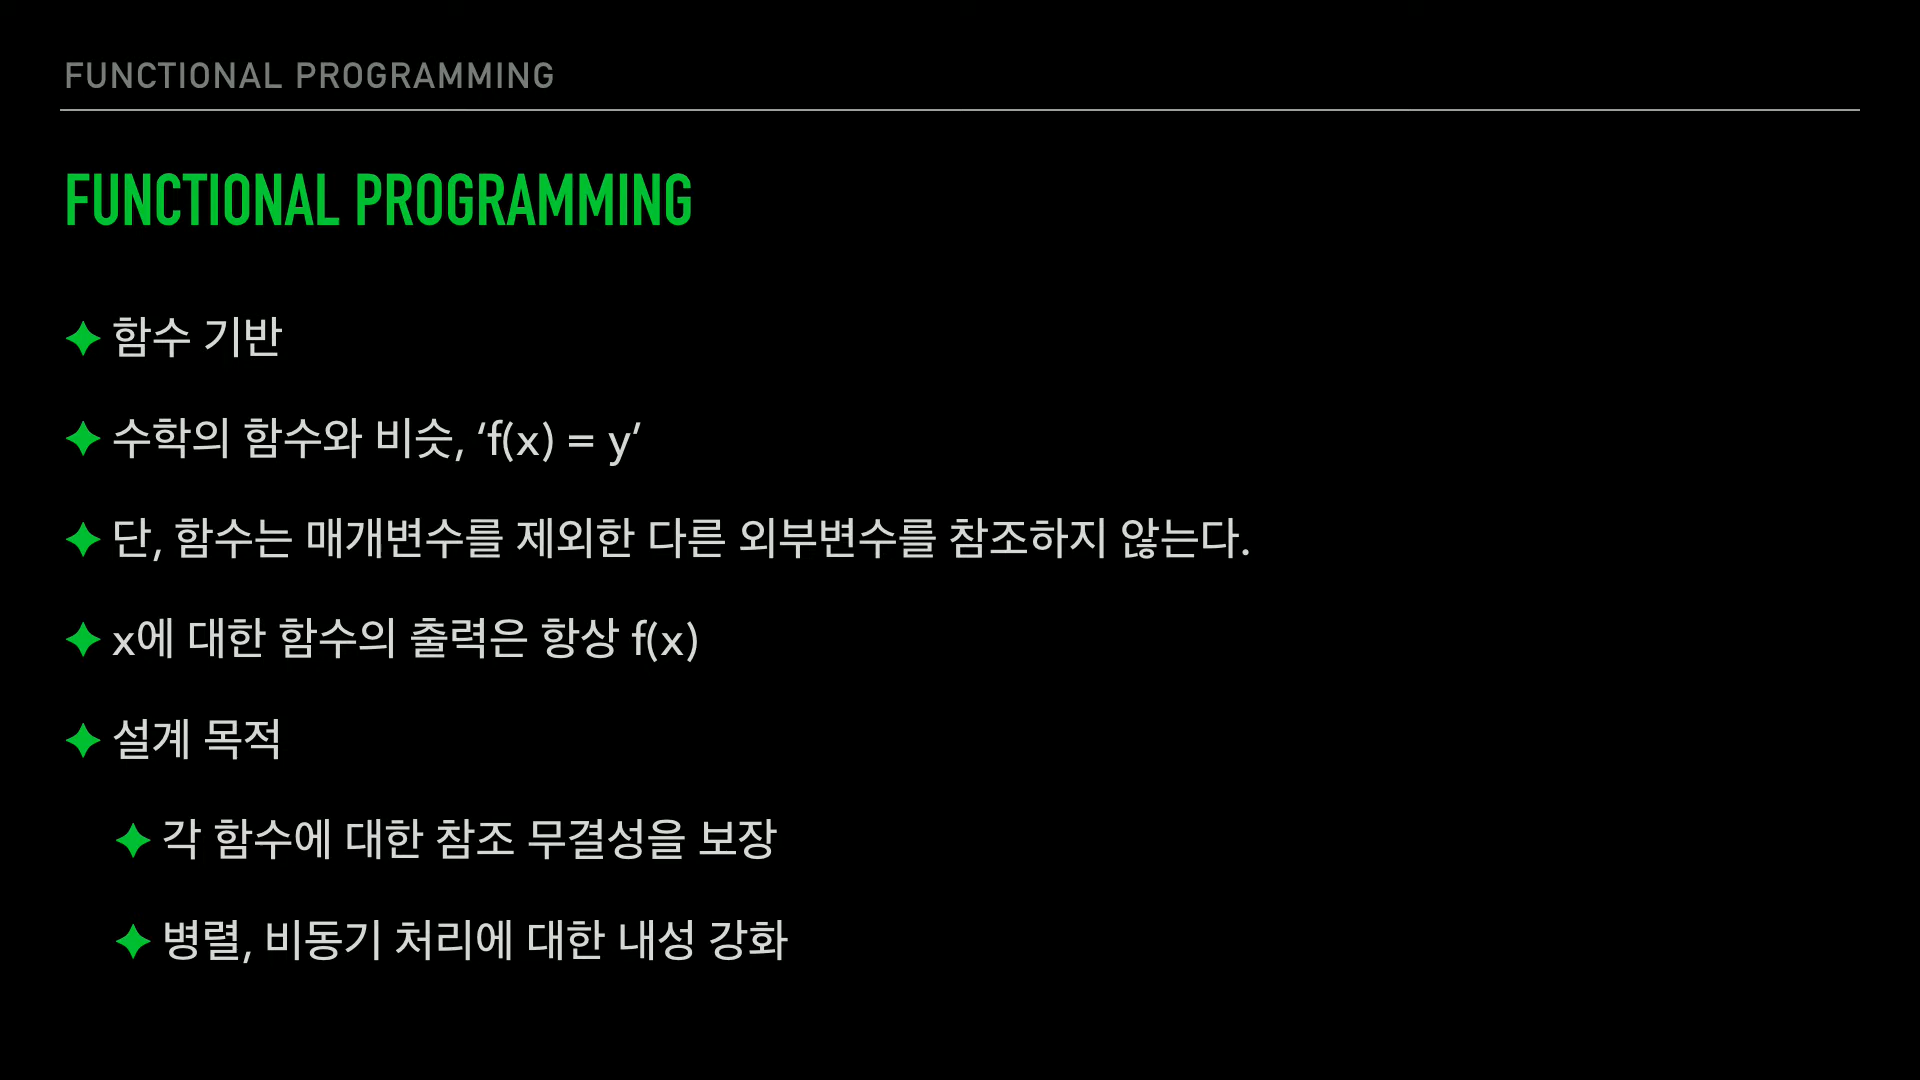 FUNCTIONAL PROGRAMMING
FUNCTIONAL PROGRAMMING
함수 기반
수학의 함수와 비슷, ‘f(x) = y’
단, 함수는 매개변수를 제외한 다른 외부변수를 참조하지 않는다.
x에 대한 함수의 출력은 항상 f(x)
설계 목적
각 함수에 대한 참조 무결성을 보장
병렬, 비동기 처리에 대한 내성 강화